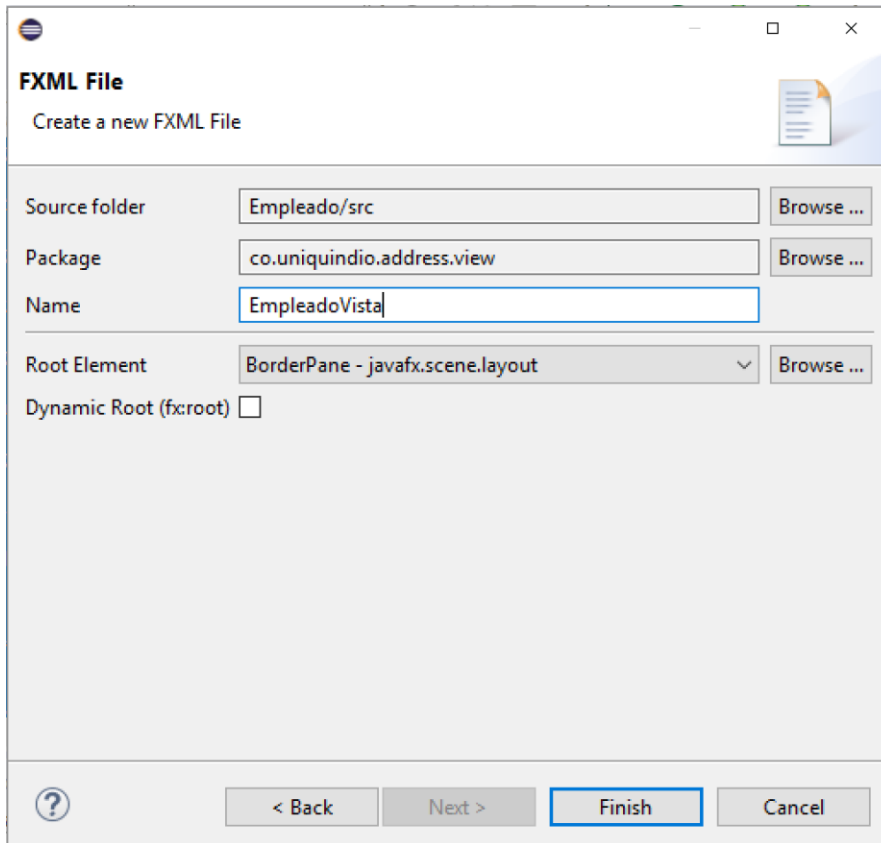 FXML File
Create a new FXML File
Source folder Empleado/src Browse ...
Package co.uniquindio.address.view Browse ...
Name EmpleadoVista
Root Element BorderPane - javafx.scene.layout Browse ...
Dynamic Root (fx:root)
? < Back Next > Finish Cancel